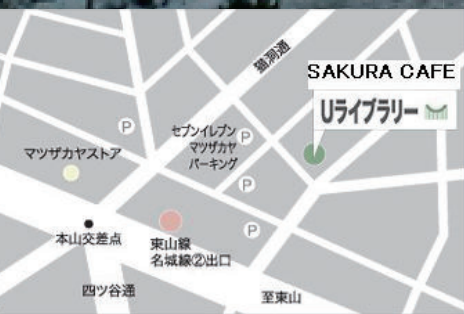 猫洞通
SAKURA CAFE
Uライブラリー
P
セブンイレブン
マツザカヤ
パーキング
P
P
P
マツザカヤストア
本山交差点
東山線
名城線②出口
四ツ谷通
至東山